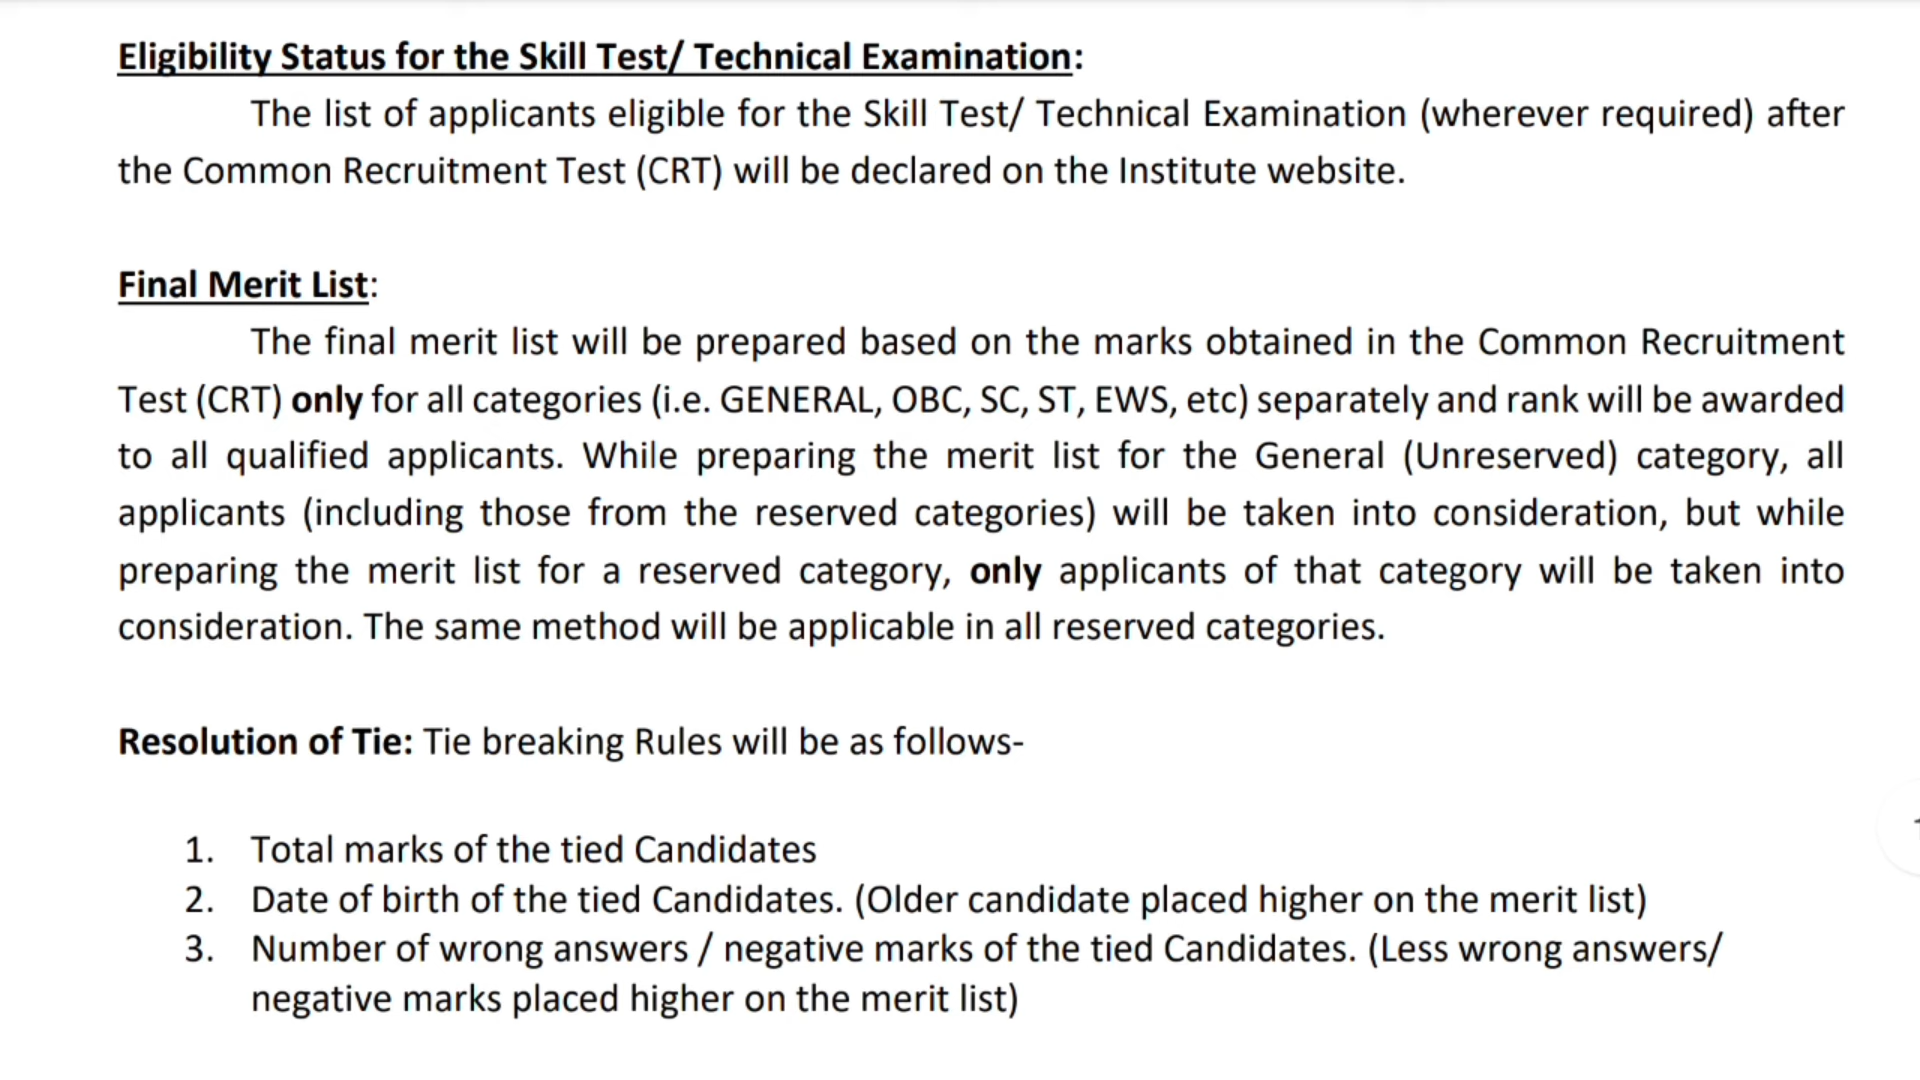 Eligibility Status for the Skill Test/ Technical Examination:
The list of applicants eligible for the Skill Test/ Technical Examination (wherever required) after
the Common Recruitment Test (CRT) will be declared on the Institute website.
Final Merit List:
The final merit list will be prepared based on the marks obtained in the Common Recruitment
Test (CRT) only for all categories (i.e. GENERAL, OBC, SC, ST, EWS, etc) separately and rank will be awarded
to all qualified applicants. While preparing the merit list for the General (Unreserved) category, all
applicants (including those from the reserved categories) will be taken into consideration, but while
preparing the merit list for a reserved category, only applicants of that category will be taken into
consideration. The same method will be applicable in all reserved categories.
Resolution of Tie: Tie breaking Rules will be as follows-
1. Total marks of the tied Candidates
2. Date of birth of the tied Candidates. (Older candidate placed higher on the merit list)
3. Number of wrong answers / negative marks of the tied Candidates. (Less wrong answers/
negative marks placed higher on the merit list)